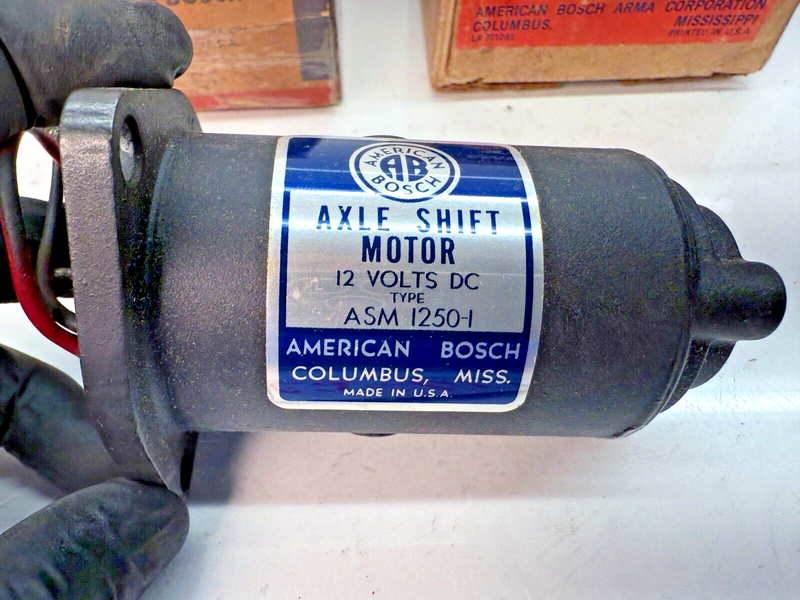 BOSCH
AMERICAN BOSCH ARMA CORPORATION
COLUMBUS, MISSISSIPPI
PRINTED IN U.S.A.
AMERICAN
AB
BOSCH
AXLE SHIFT
MOTOR
12 VOLTS DC
TYPE
ASM 1250-1
AMERICAN BOSCH
COLUMBUS, MISS.
MADE IN U.S.A.